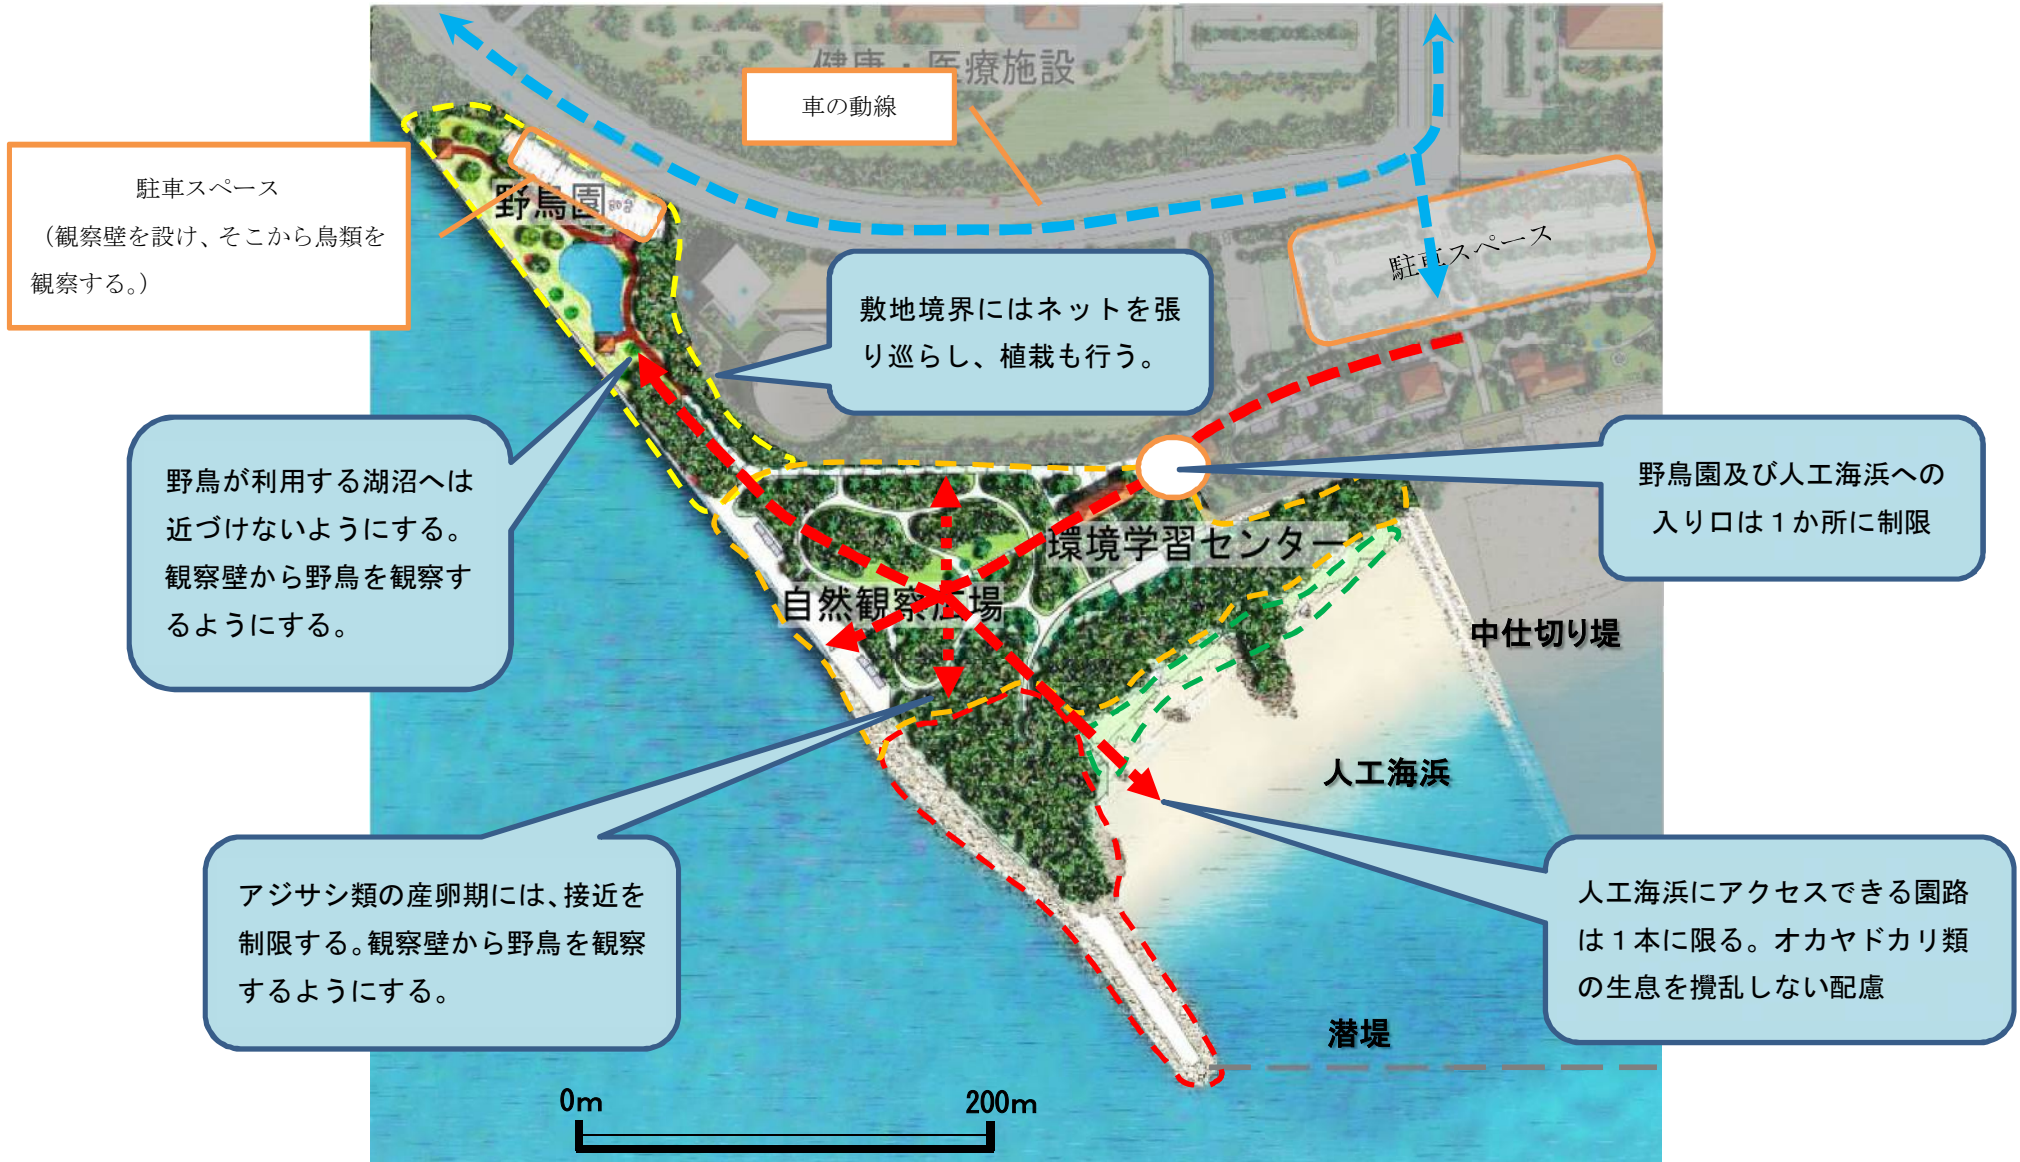 健康・医療施設
車の動線
駐車スペース
（観察壁を設け、そこから鳥類を
観察する。）
野鳥園
駐車スペース
敷地境界にはネットを張
り巡らし、植栽も行う。
野鳥が利用する湖沼へは
近づけないようにする。
観察壁から野鳥を観察す
るようにする。
野鳥園及び人工海浜への
入り口は１か所に制限
環境学習センター
自然観察広場
中仕切り堤
人工海浜
アジサシ類の産卵期には、接近を
制限する。観察壁から野鳥を観察
するようにする。
人工海浜にアクセスできる園路
は１本に限る。オカヤドカリ類
の生息を攪乱しない配慮
潜堤
0m
200m